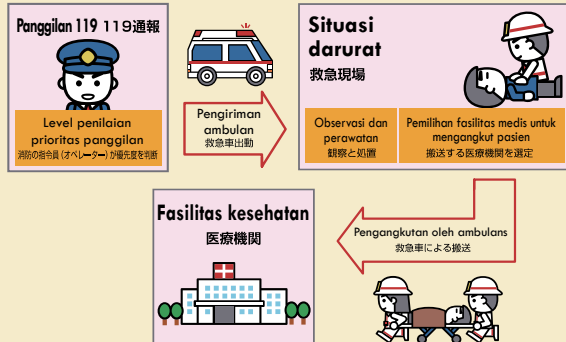 Panggilan 119 119通報
Level penilaian
prioritas panggilan
消防の指令員（オペレーター）が優先度を判断
Pengiriman
ambulan
救急車出動
Situasi
darurat
救急現場
Observasi dan
perawatan
観察と処置
Pemilihan fasilitas medis untuk
mengangkut pasien
搬送する医療機関を選定
Pengangkutan oleh ambulans
救急車による搬送
Fasilitas kesehatan
医療機関